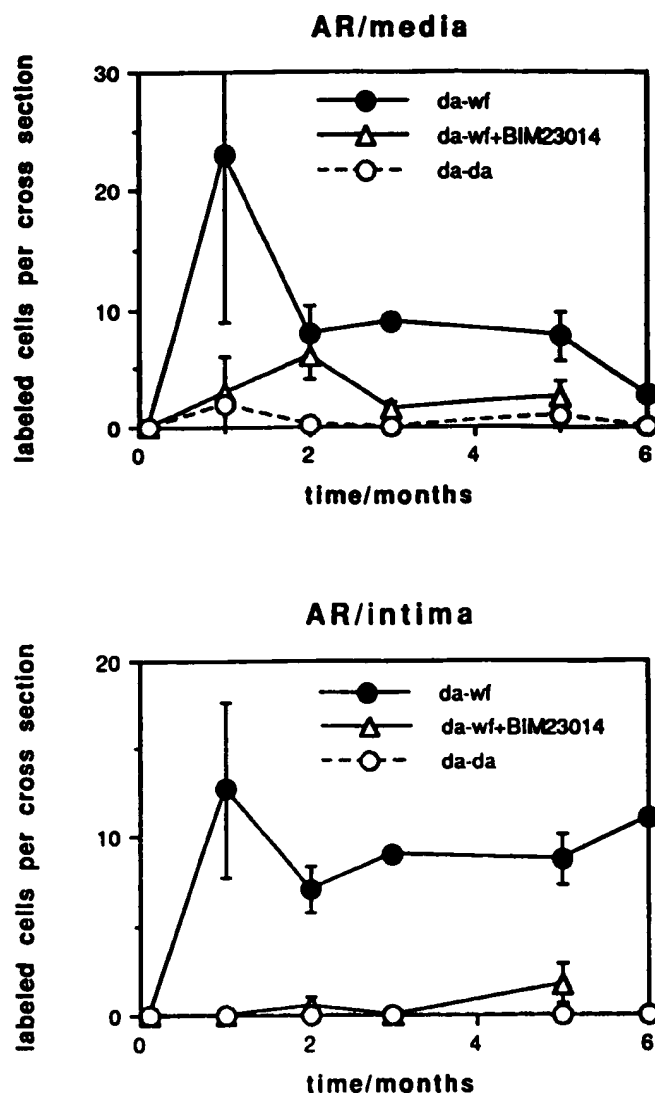 AR/media
labeled cells per cross section
30
20
10
0
da-wf
da-wf+BIM23014
da-da
0
2
4
6
time/months
AR/intima
labeled cells per cross section
20
10
0
da-wf
da-wf+BIM23014
da-da
0
2
4
6
time/months